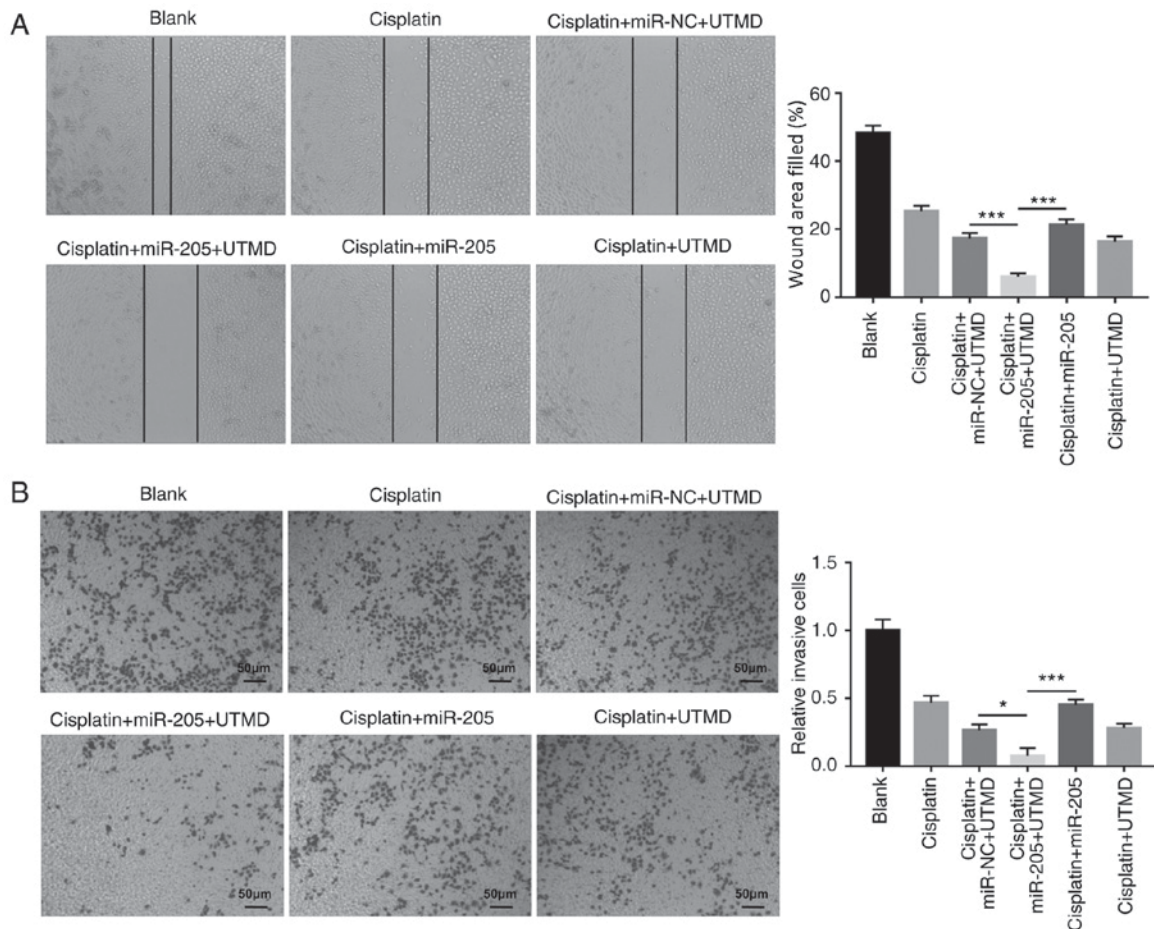 A
Blank
Cisplatin
Cisplatin+miR-NC+UTMD
Cisplatin+miR-205+UTMD
Cisplatin+miR-205
Cisplatin+UTMD
Wound area filled (%)
60
40
20
0
***
***
Blank
Cisplatin
Cisplatin+
miR-NC+UTMD
Cisplatin+
miR-205+UTMD
Cisplatin+miR-205
Cisplatin+UTMD
B
Blank
Cisplatin
Cisplatin+miR-NC+UTMD
50μm
50μm
50μm
Cisplatin+miR-205+UTMD
Cisplatin+miR-205
Cisplatin+UTMD
50μm
50μm
50μm
Relative invasive cells
1.5
1.0
0.5
0.0
*
***
Blank
Cisplatin
Cisplatin+
miR-NC+UTMD
Cisplatin+
miR-205+UTMD
Cisplatin+miR-205
Cisplatin+UTMD